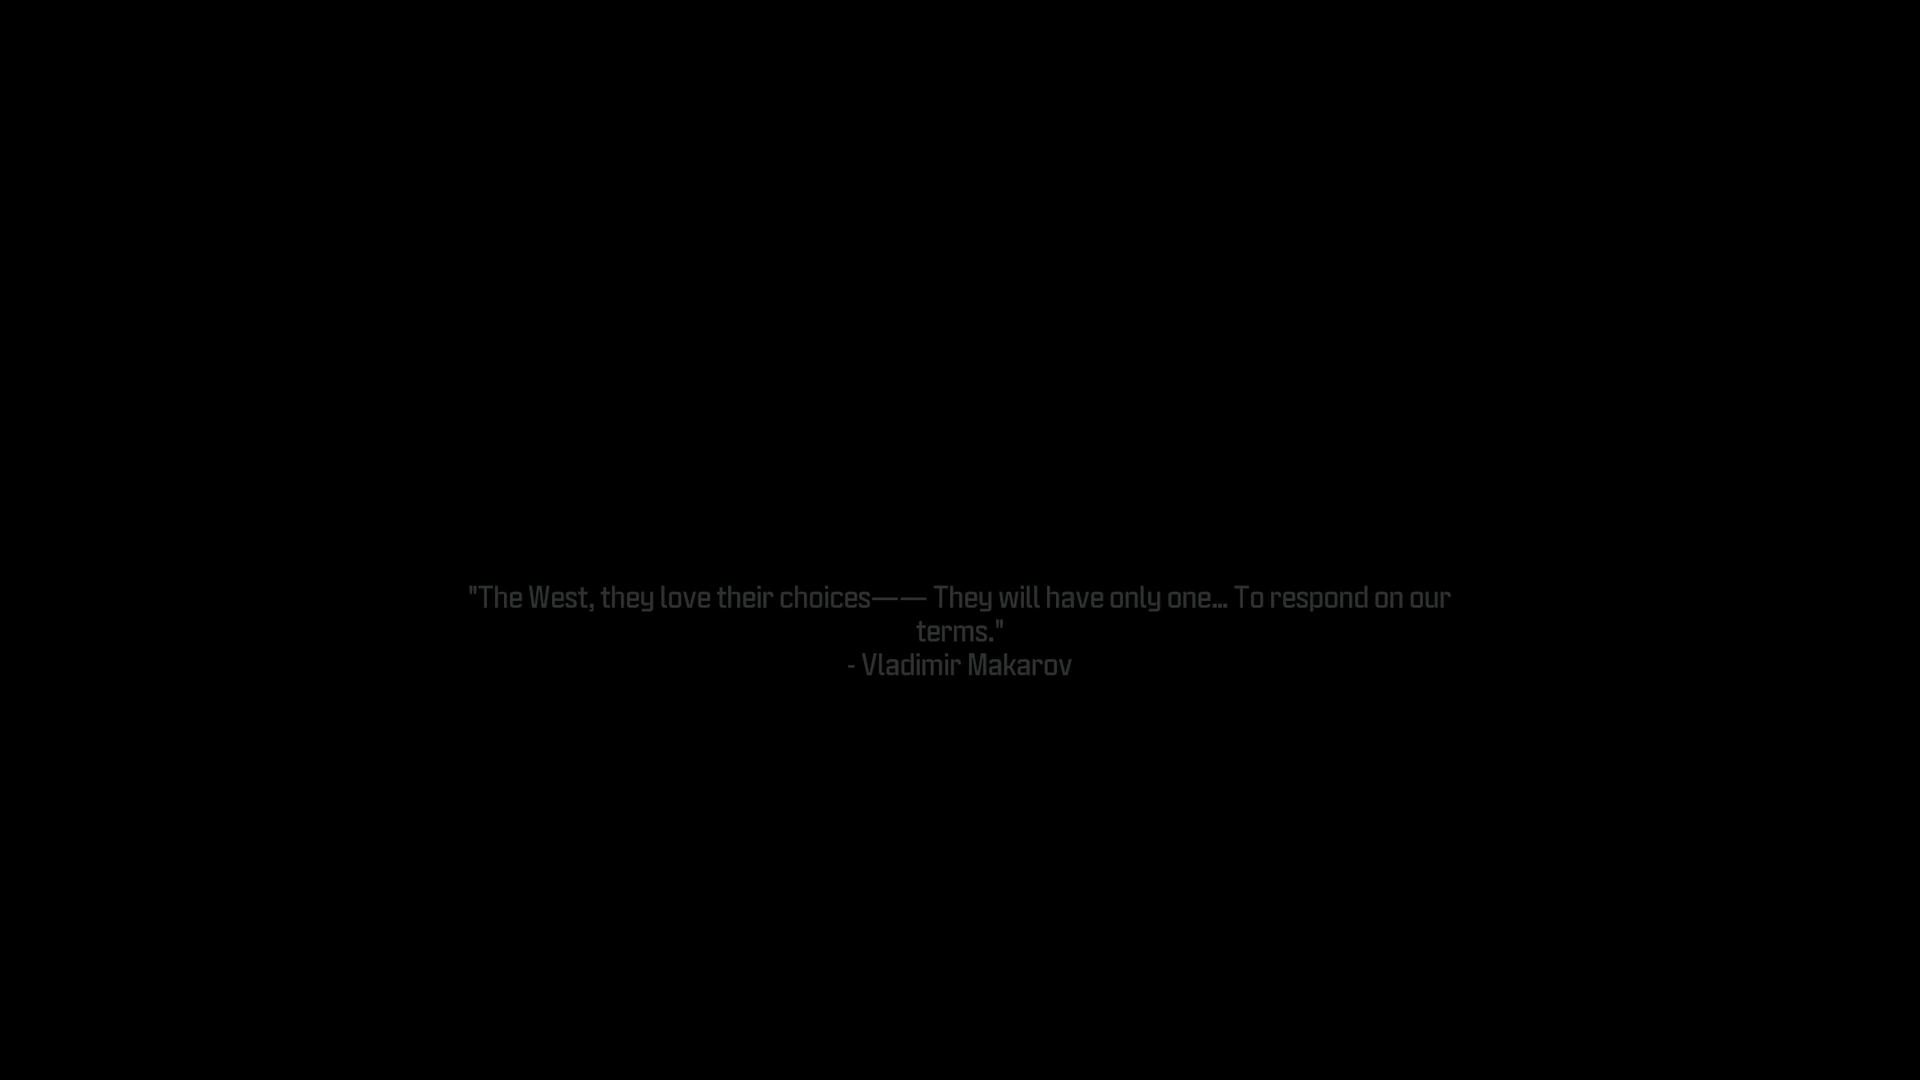 "The West, they love their choices—— They will have only one... To respond on our
terms."
- Vladimir Makarov